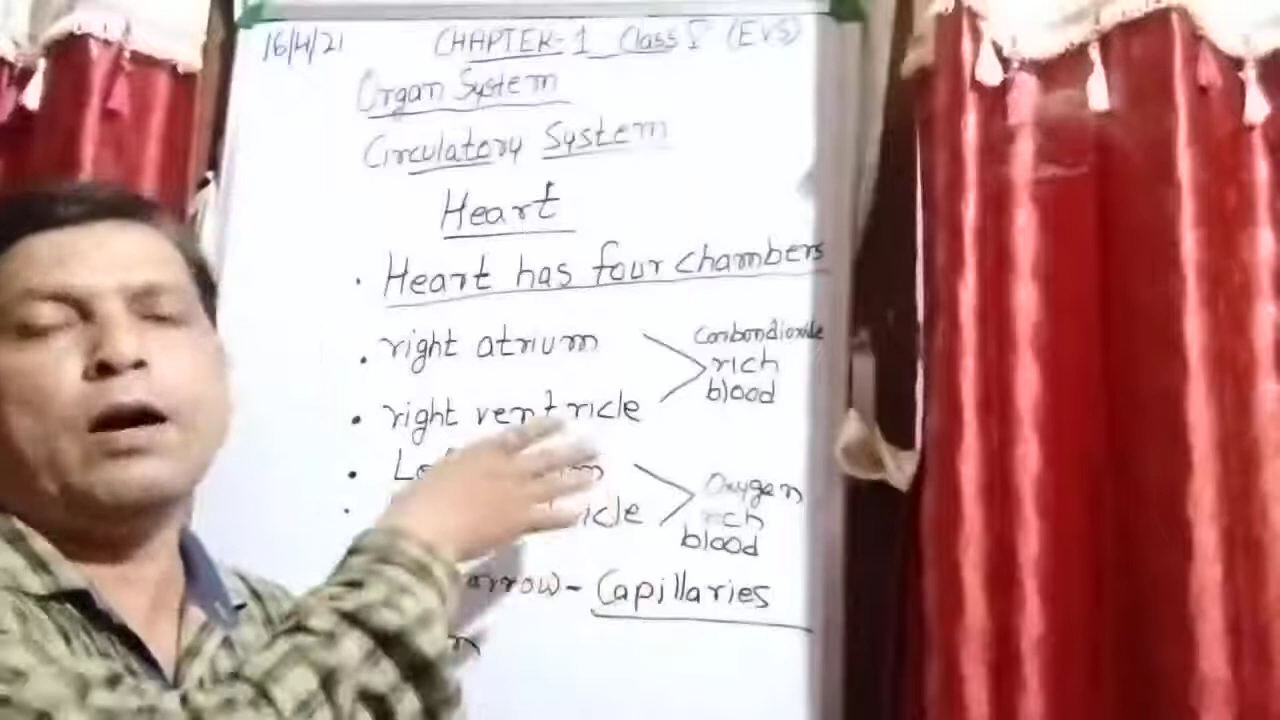 16/4/21 CHAPTER-1 Class V (EVS)
Organ System
Circulatory System
Heart
• Heart has four chambers
• right atrium
Carbondioxide
rich
blood
• right ventricle
•
Oxygen
rich
blood
•
- Capillaries